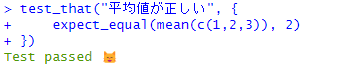 > test_that("平均値が正しい", {
+     expect_equal(mean(c(1,2,3)), 2)
+ })
Test passed 😸